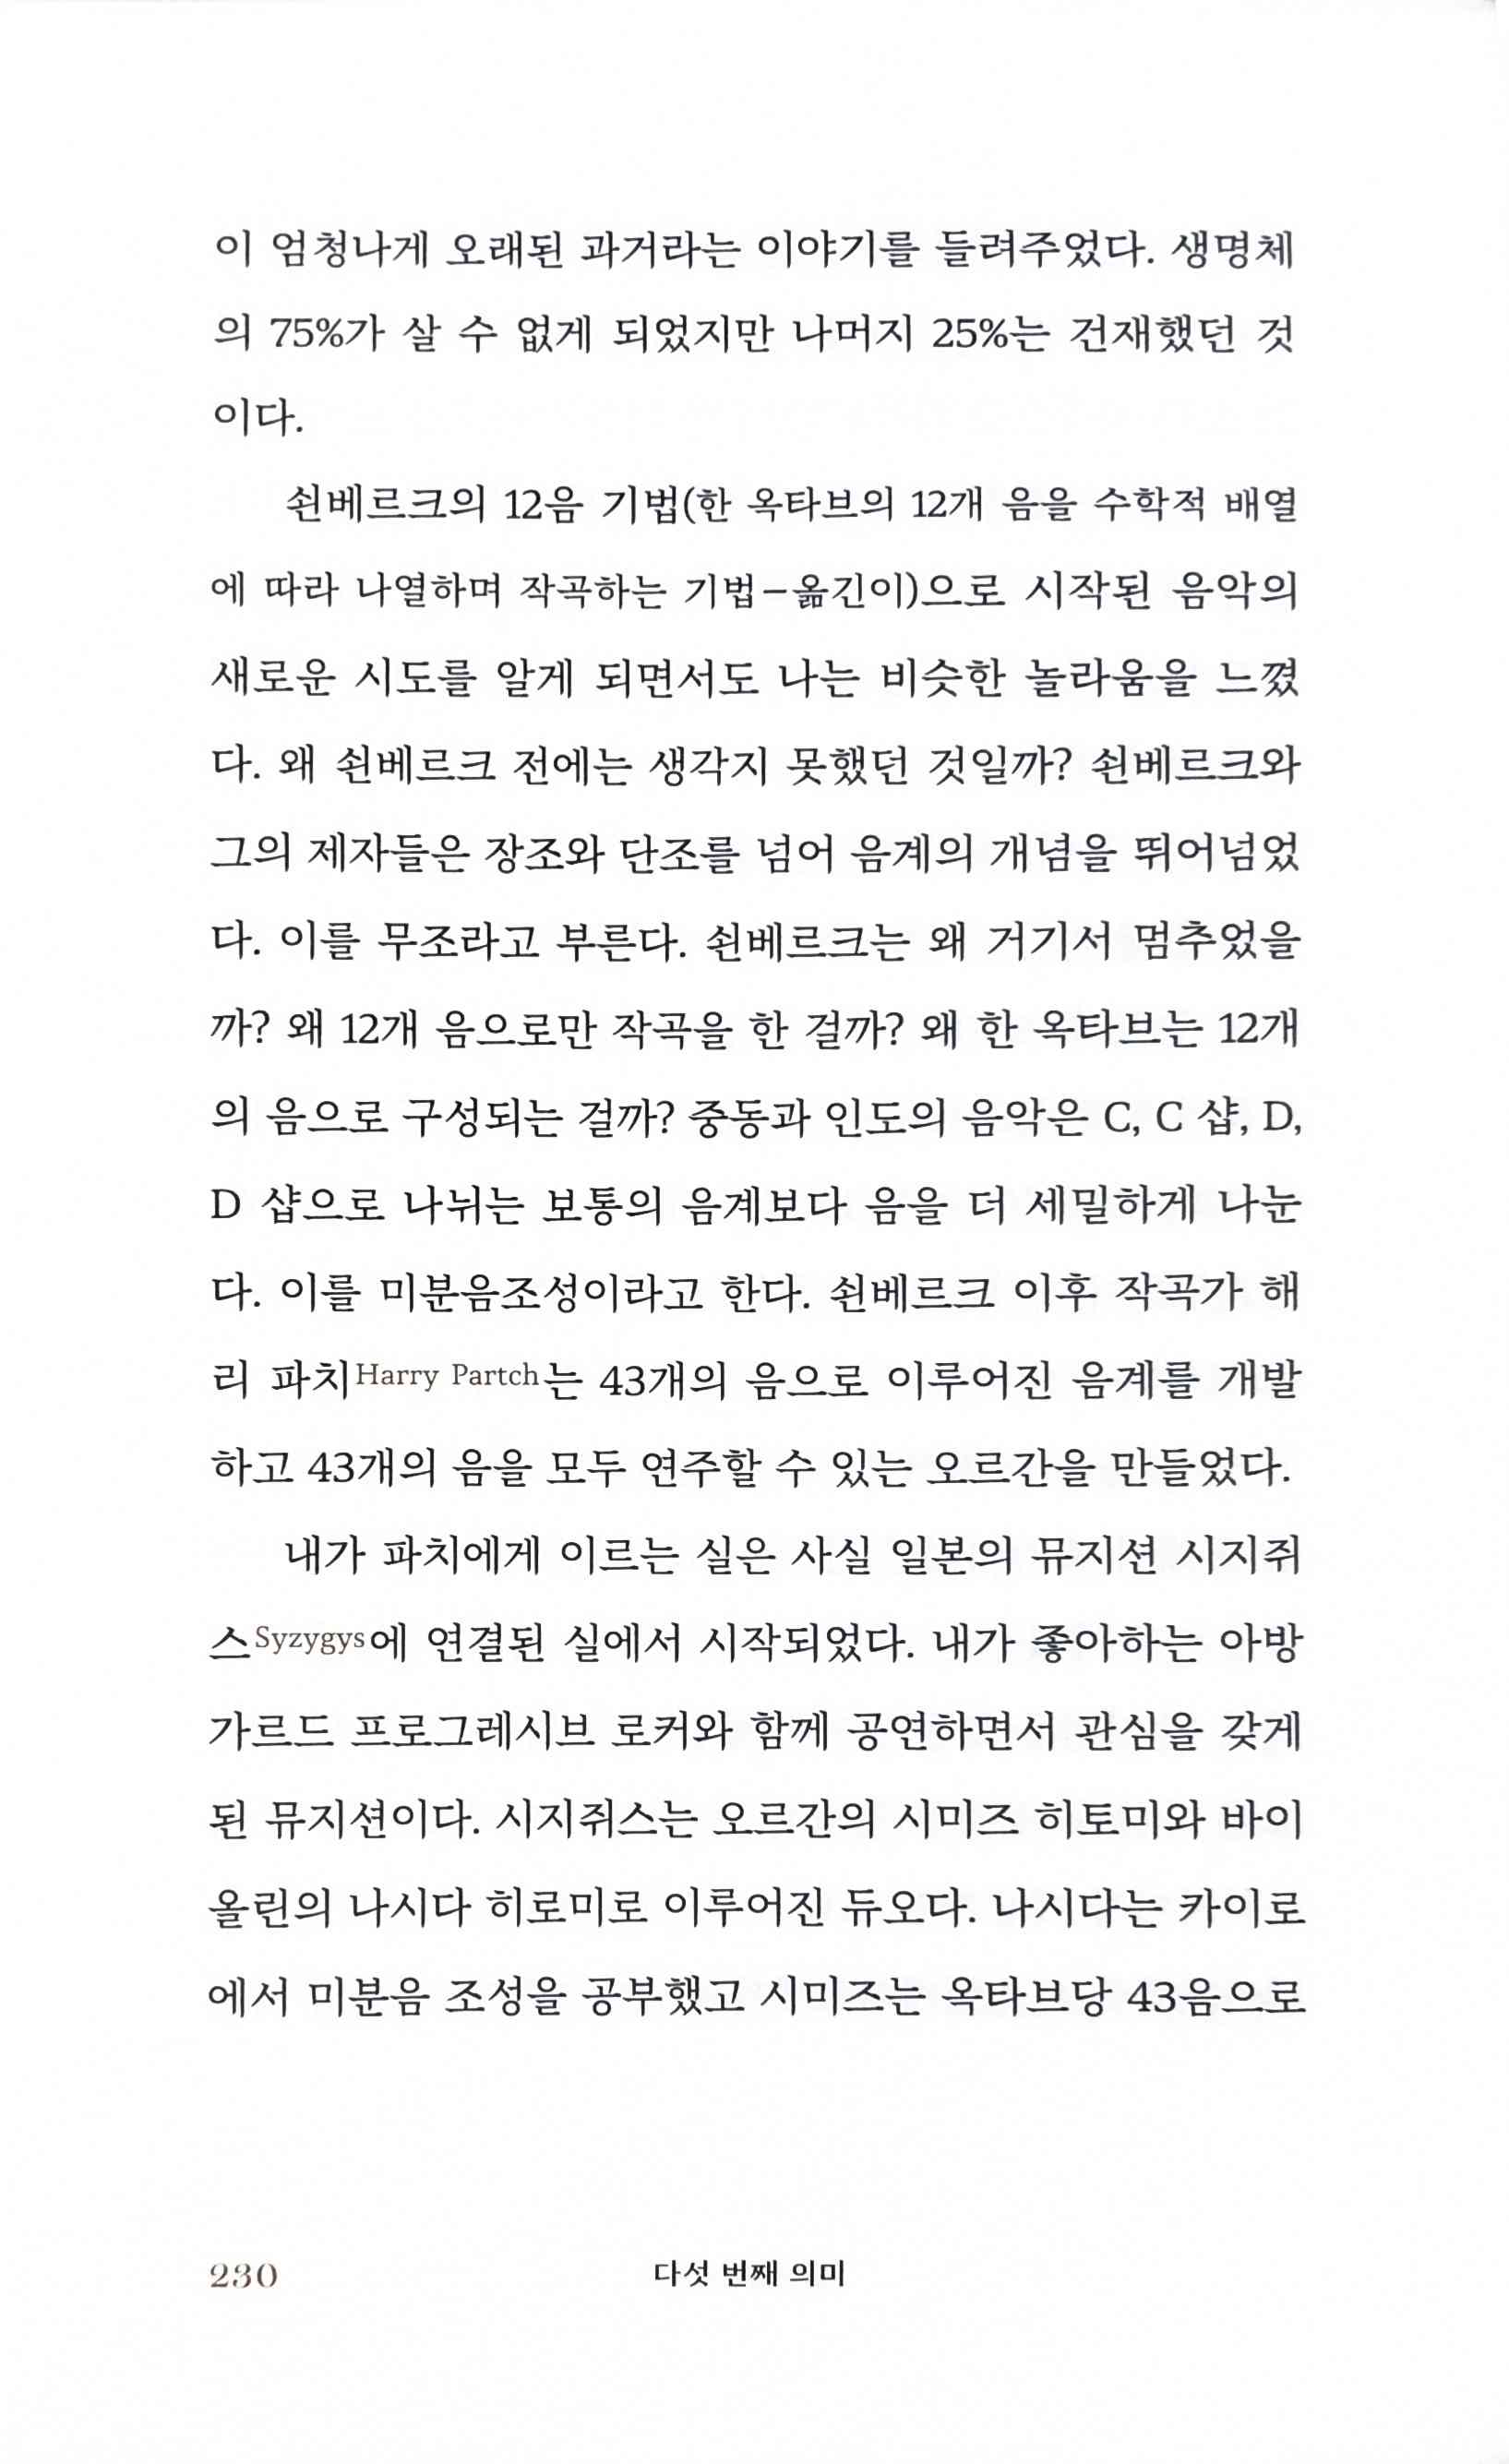 이 엄청나게 오래된 과거라는 이야기를 들려주었다. 생명체
의 75%가 살 수 없게 되었지만 나머지 25%는 건재했던 것
이다.
쇤베르크의 12음 기법(한 옥타브의 12개 음을 수학적 배열
에 따라 나열하며 작곡하는 기법-옮긴이)으로 시작된 음악의
새로운 시도를 알게 되면서도 나는 비슷한 놀라움을 느꼈
다. 왜 쇤베르크 전에는 생각지 못했던 것일까? 쇤베르크와
그의 제자들은 장조와 단조를 넘어 음계의 개념을 뛰어넘었
다. 이를 무조라고 부른다. 쇤베르크는 왜 거기서 멈추었을
까? 왜 12개 음으로만 작곡을 한 걸까? 왜 한 옥타브는 12개
의 음으로 구성되는 걸까? 중동과 인도의 음악은 C, C 샵, D,
D 샵으로 나뉘는 보통의 음계보다 음을 더 세밀하게 나눈
다. 이를 미분음조성이라고 한다. 쇤베르크 이후 작곡가 해
리 파치Harry Partch는 43개의 음으로 이루어진 음계를 개발
하고 43개의 음을 모두 연주할 수 있는 오르간을 만들었다.
내가 파치에게 이르는 실은 사실 일본의 뮤지션 시지쥐
스Syzygys에 연결된 실에서 시작되었다. 내가 좋아하는 아방
가르드 프로그레시브 로커와 함께 공연하면서 관심을 갖게
된 뮤지션이다. 시지쥐스는 오르간의 시미즈 히토미와 바이
올린의 나시다 히로미로 이루어진 듀오다. 나시다는 카이로
에서 미분음 조성을 공부했고 시미즈는 옥타브당 43음으로
230 다섯 번째 의미